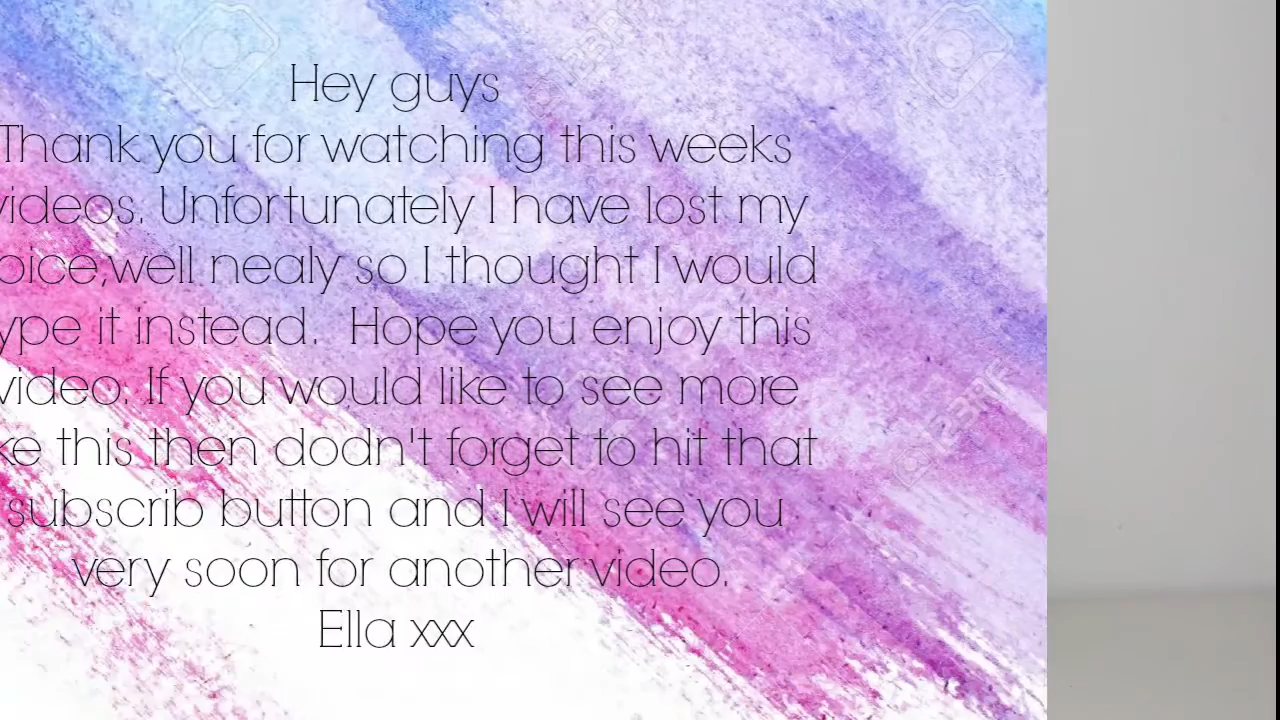 Hey guys
Thank you for watching this weeks
videos. Unfortunately I have lost my
oice,well nealy so I thought I would
ype it instead.  Hope you enjoy this
video. If you would like to see more
ke this then dodn't forget to hit that
subscrib button and I will see you
very soon for another video.
Ella xxx